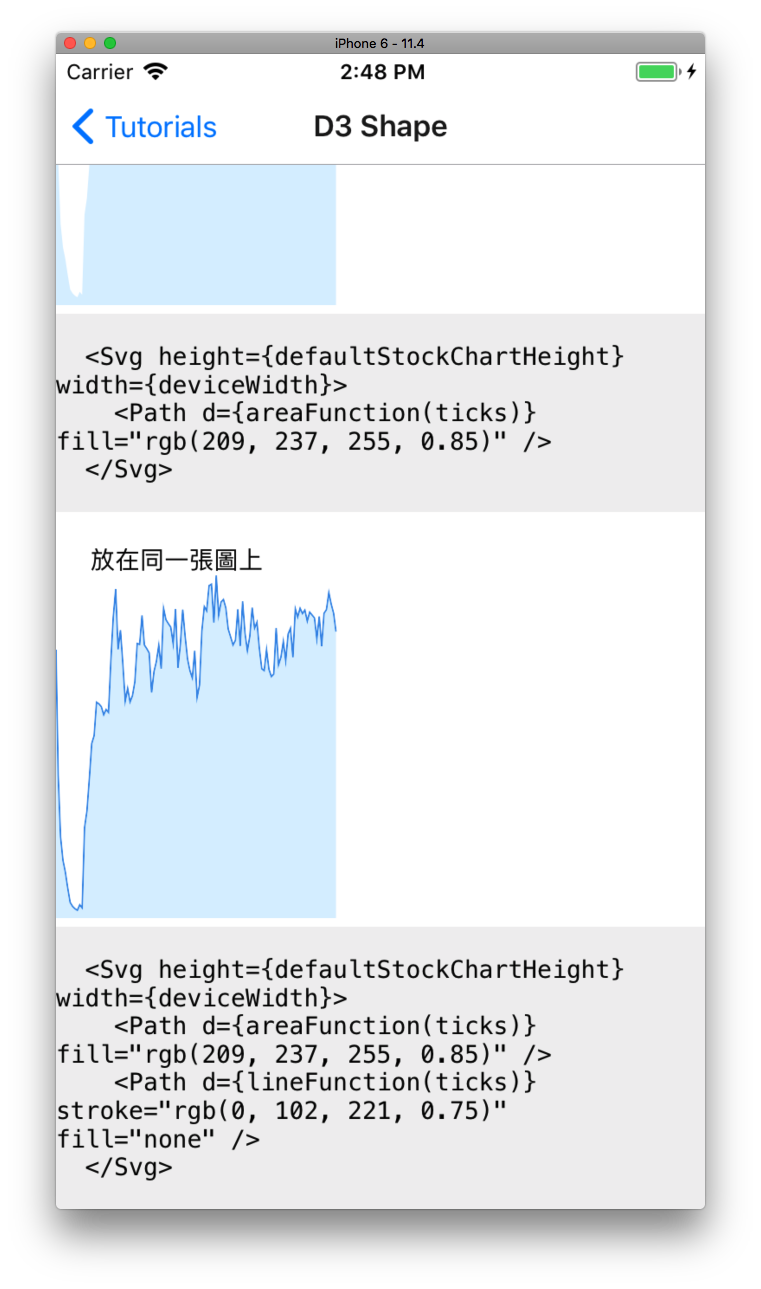 iPhone 6 - 11.4
Carrier 2:48 PM
Tutorials D3 Shape
<Svg height={defaultStockChartHeight}
width={deviceWidth}>
<Path d={areaFunction(ticks)}
fill="rgb(209, 237, 255, 0.85)" />
</Svg>
放在同一張圖上
<Svg height={defaultStockChartHeight}
width={deviceWidth}>
<Path d={areaFunction(ticks)}
fill="rgb(209, 237, 255, 0.85)" />
<Path d={lineFunction(ticks)}
stroke="rgb(0, 102, 221, 0.75)"
fill="none" />
</Svg>